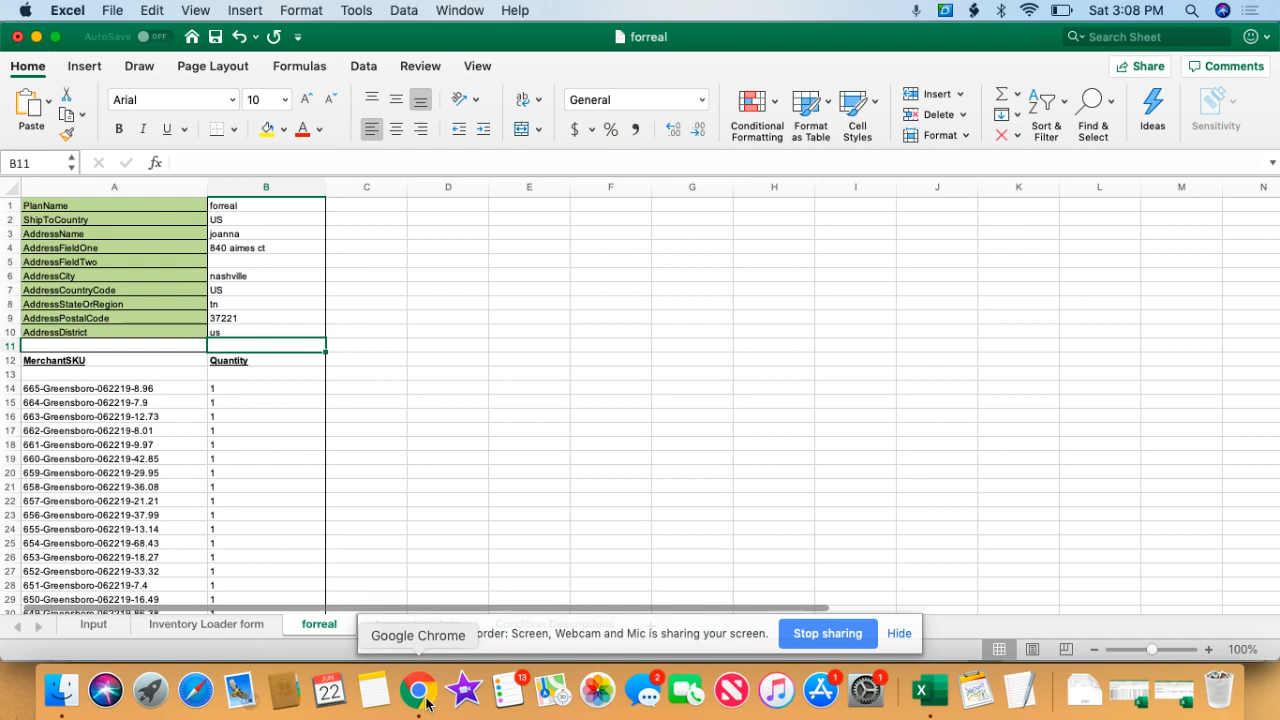 Excel File Edit View Insert Format Tools Data Window Help Sat 3:08 PM
AutoSave OFF forreal Search Sheet
Home Insert Draw Page Layout Formulas Data Review View Share Comments
Paste Arial 10 General Conditional Formatting Format as Table Cell Styles Insert Delete Format Sort & Filter Find & Select Ideas Sensitivity
B I U $ % ,
B11 fx
A B C D E F G H I J K L M N
1 PlanName forreal
2 ShipToCountry US
3 AddressName joanna
4 AddressFieldOne 840 aimes ct
5 AddressFieldTwo
6 AddressCity nashville
7 AddressCountryCode US
8 AddressStateOrRegion tn
9 AddressPostalCode 37221
10 AddressDistrict us
11
12 MerchantSKU Quantity
13
14 665-Greensboro-062219-8.96 1
15 664-Greensboro-062219-7.9 1
16 663-Greensboro-062219-12.73 1
17 662-Greensboro-062219-8.01 1
18 661-Greensboro-062219-9.97 1
19 660-Greensboro-062219-42.85 1
20 659-Greensboro-062219-29.95 1
21 658-Greensboro-062219-36.08 1
22 657-Greensboro-062219-21.21 1
23 656-Greensboro-062219-37.99 1
24 655-Greensboro-062219-13.14 1
25 654-Greensboro-062219-68.43 1
26 653-Greensboro-062219-18.27 1
27 652-Greensboro-062219-33.32 1
28 651-Greensboro-062219-7.4 1
29 650-Greensboro-062219-16.49 1
Input Inventory Loader form forreal Condition Descriptions
Google Chrome order: Screen, Webcam and Mic is sharing your screen. Stop sharing Hide
100%
JUN 22 13 2 1 1